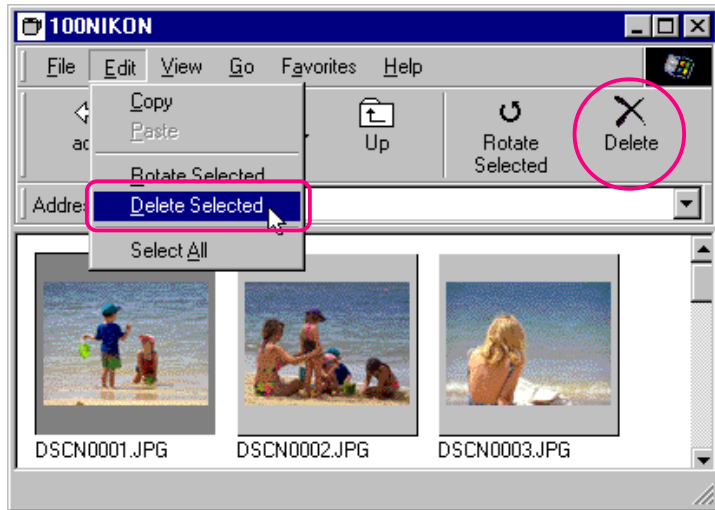 100NIKON
File Edit View Go Favorites Help
Copy
Paste
Rotate Selected
Delete Selected
Select All
Up
Rotate
Selected
Delete
DSCN0001.JPG DSCN0002.JPG DSCN0003.JPG